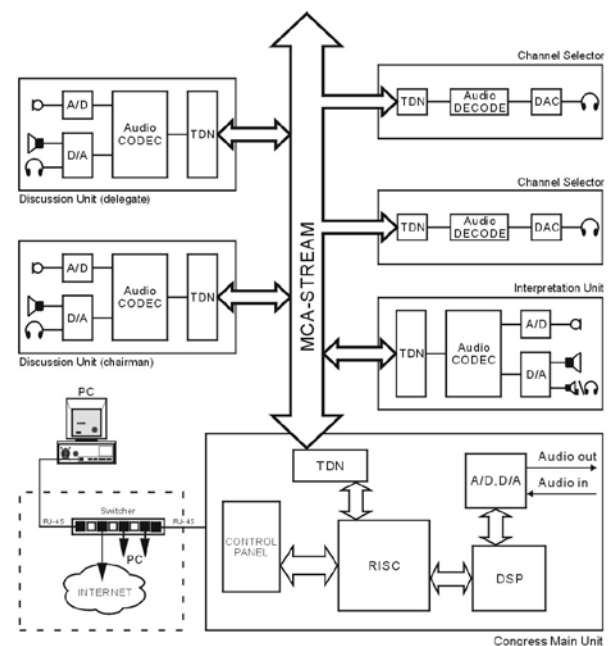 Channel Selector
TDN
Audio
DECODE
DAC
A/D
D/A
Audio
CODEC
TDN
Discussion Unit (delegate)
Channel Selector
TDN
Audio
DECODE
DAC
A/D
D/A
Audio
CODEC
TDN
Discussion Unit (chairman)
MCA-STREAM
Interpretation Unit
TDN
Audio
CODEC
A/D
D/A
PC
Switcher
RJ-45
RJ-45
PC
INTERNET
TDN
CONTROL
PANEL
RISC
A/D,D/A
Audio out
Audio in
DSP
Congress Main Unit